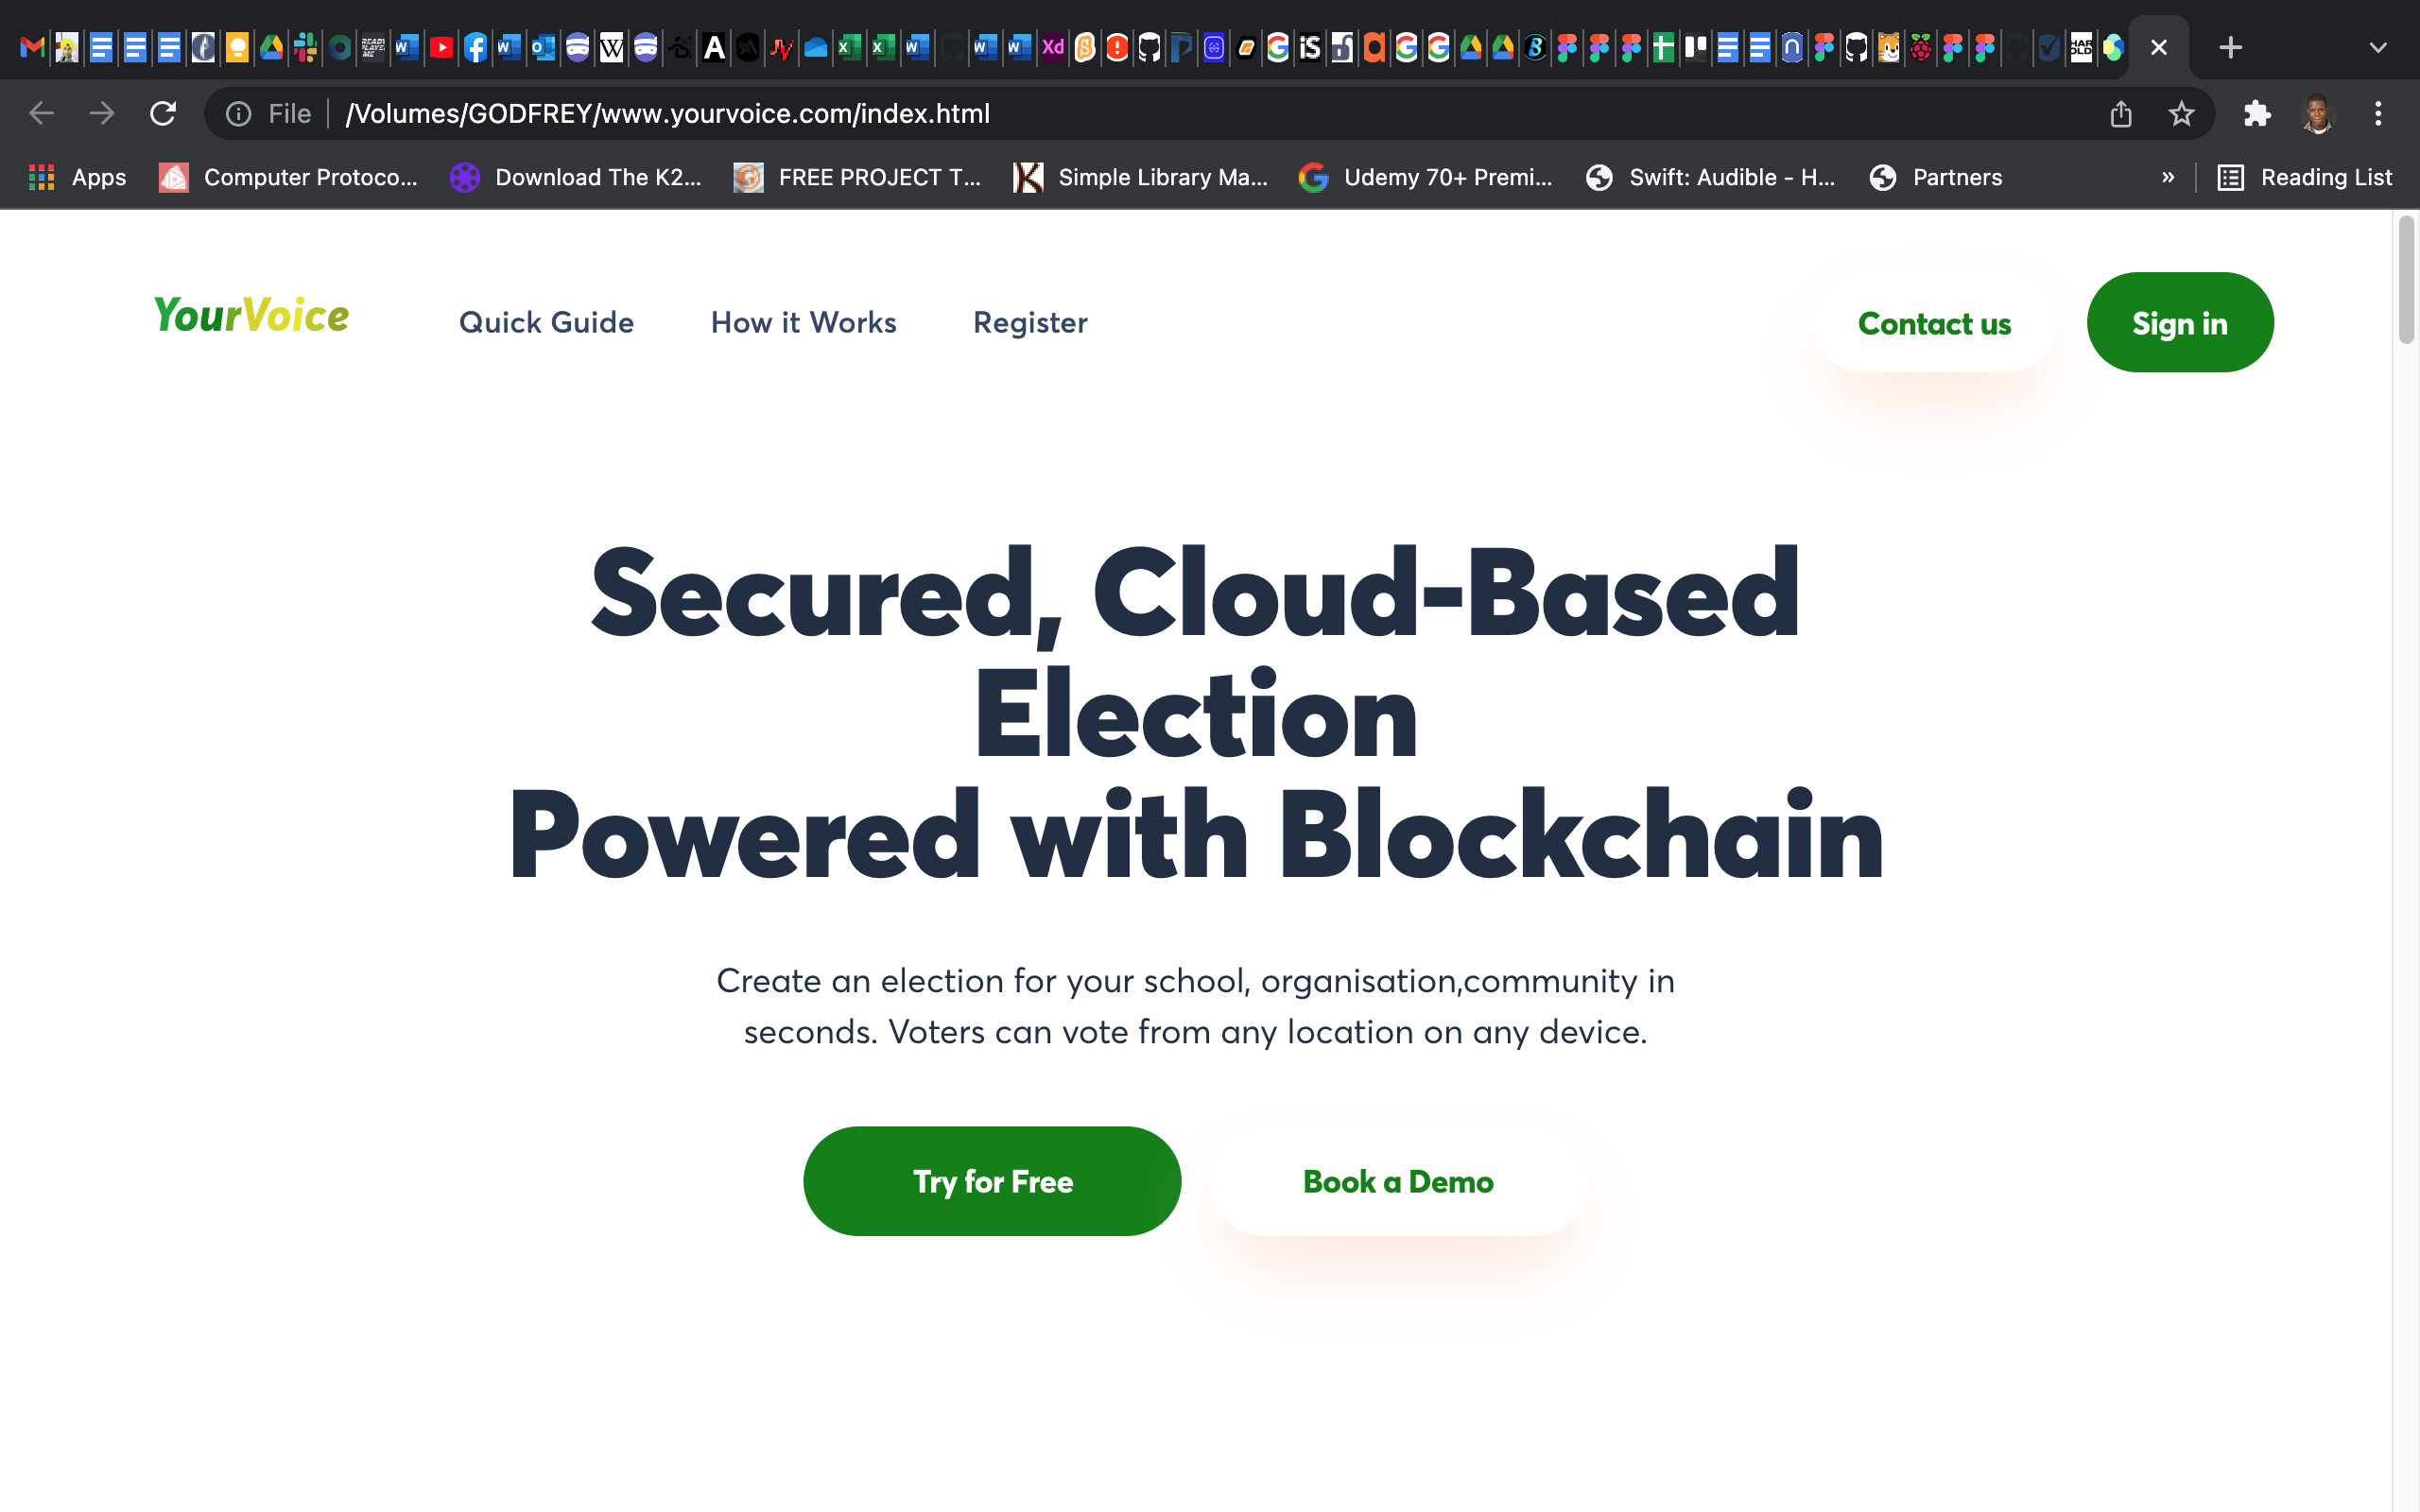 File /Volumes/GODFREY/www.yourvoice.com/index.html
Apps Computer Protoco... Download The K2... FREE PROJECT T... Simple Library Ma... Udemy 70+ Premi... Swift: Audible - H... Partners » Reading List
YourVoice Quick Guide How it Works Register Contact us Sign in
Secured, Cloud-Based
Election
Powered with Blockchain
Create an election for your school, organisation,community in
seconds. Voters can vote from any location on any device.
Try for Free Book a Demo